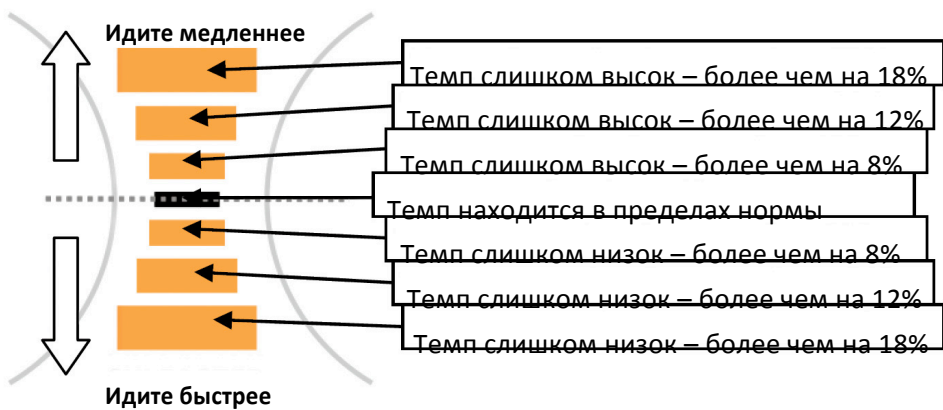 Идите медленнее
Темп слишком высок – более чем на 18%
Темп слишком высок – более чем на 12%
Темп слишком высок – более чем на 8%
Темп находится в пределах нормы
Темп слишком низок – более чем на 8%
Темп слишком низок – более чем на 12%
Темп слишком низок – более чем на 18%
Идите быстрее